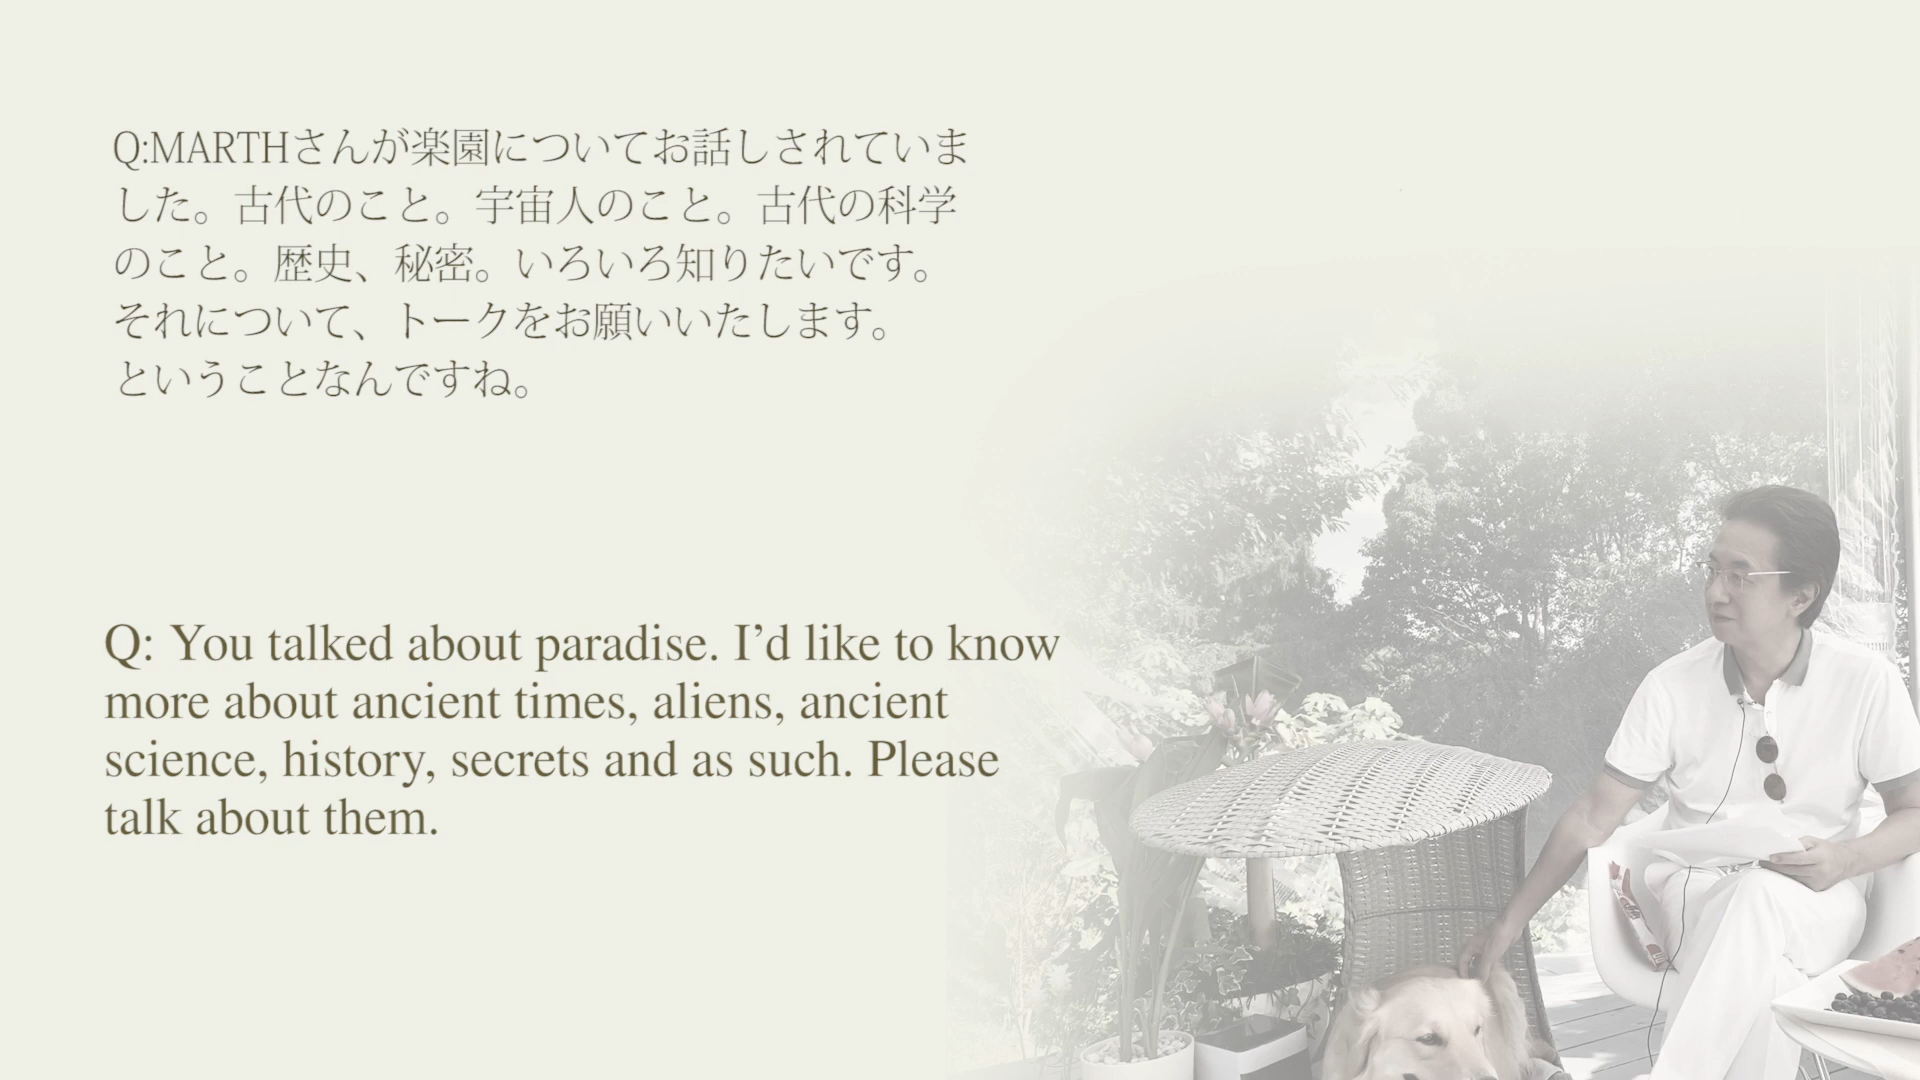 Q:MARTHさんが楽園についてお話しされていま
した。古代のこと。宇宙人のこと。古代の科学
のこと。歴史、秘密。いろいろ知りたいです。
それについて、トークをお願いいたします。
ということなんですね。
Q: You talked about paradise. I’d like to know
more about ancient times, aliens, ancient
science, history, secrets and as such. Please
talk about them.